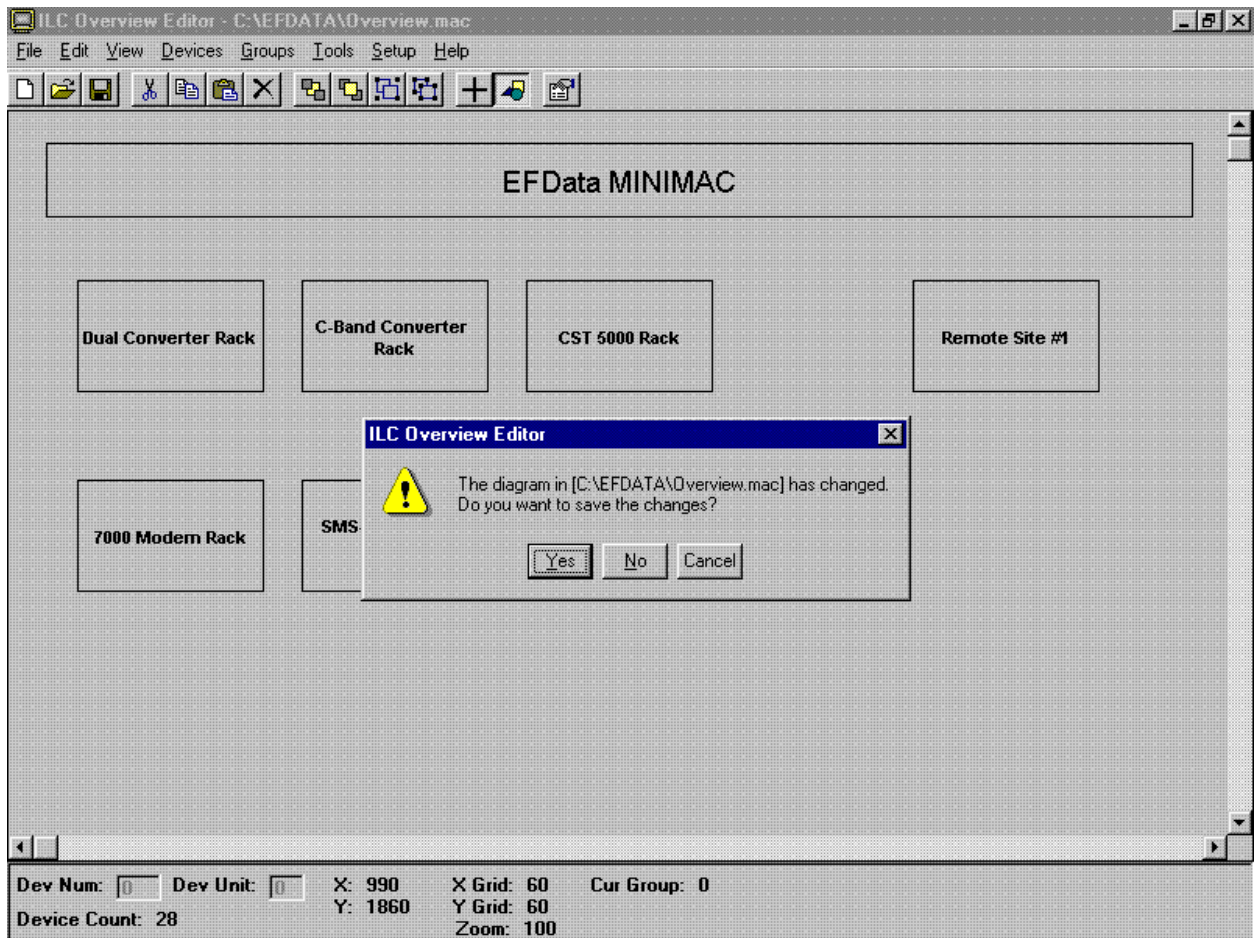 ILC Overview Editor - C:\EFDATA\Overview.mac
File Edit View Devices Groups Tools Setup Help
EFData MINIMAC
Dual Converter Rack
C-Band Converter
Rack
CST 5000 Rack
Remote Site #1
7000 Modem Rack
SMS
ILC Overview Editor
The diagram in [C:\EFDATA\Overview.mac] has changed.
Do you want to save the changes?
Yes No Cancel
Dev Num: 0 Dev Unit: 0 X: 990 X Grid: 60 Cur Group: 0
Y: 1860 Y Grid: 60
Device Count: 28
Zoom: 100